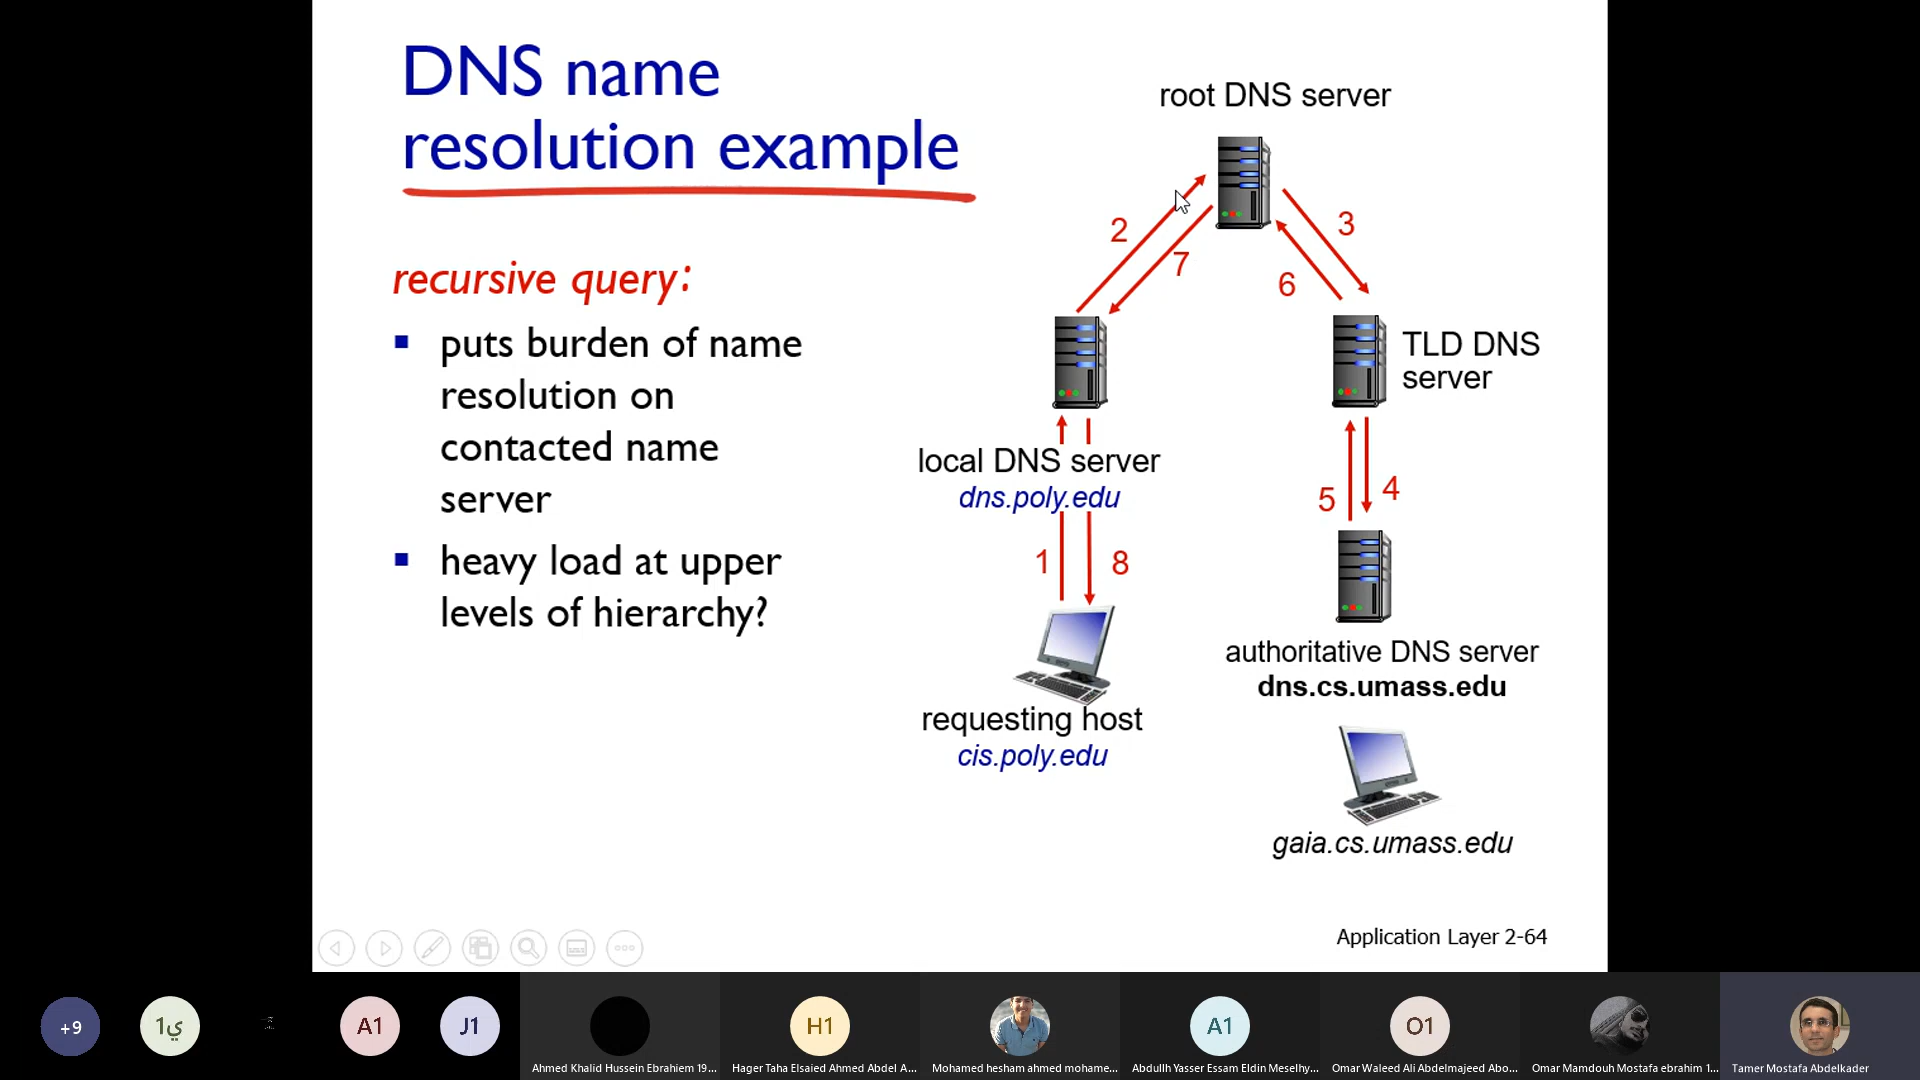 DNS name
resolution example
recursive query:
puts burden of name
resolution on
contacted name
server
heavy load at upper
levels of hierarchy?
root DNS server
2
7
3
6
TLD DNS
server
local DNS server
dns.poly.edu
5
4
1
8
authoritative DNS server
dns.cs.umass.edu
requesting host
cis.poly.edu
gaia.cs.umass.edu
Application Layer 2-64
+9
ي1
A1
J1
H1
A1
O1
Ahmed Khalid Hussein Ebrahiem 19...
Hager Taha Elsaied Ahmed Abdel A...
Mohamed hesham ahmed mohame...
Abdullh Yasser Essam Eldin Meselhy...
Omar Waleed Ali Abdelmajeed Abo...
Omar Mamdouh Mostafa ebrahim 1...
Tamer Mostafa Abdelkader